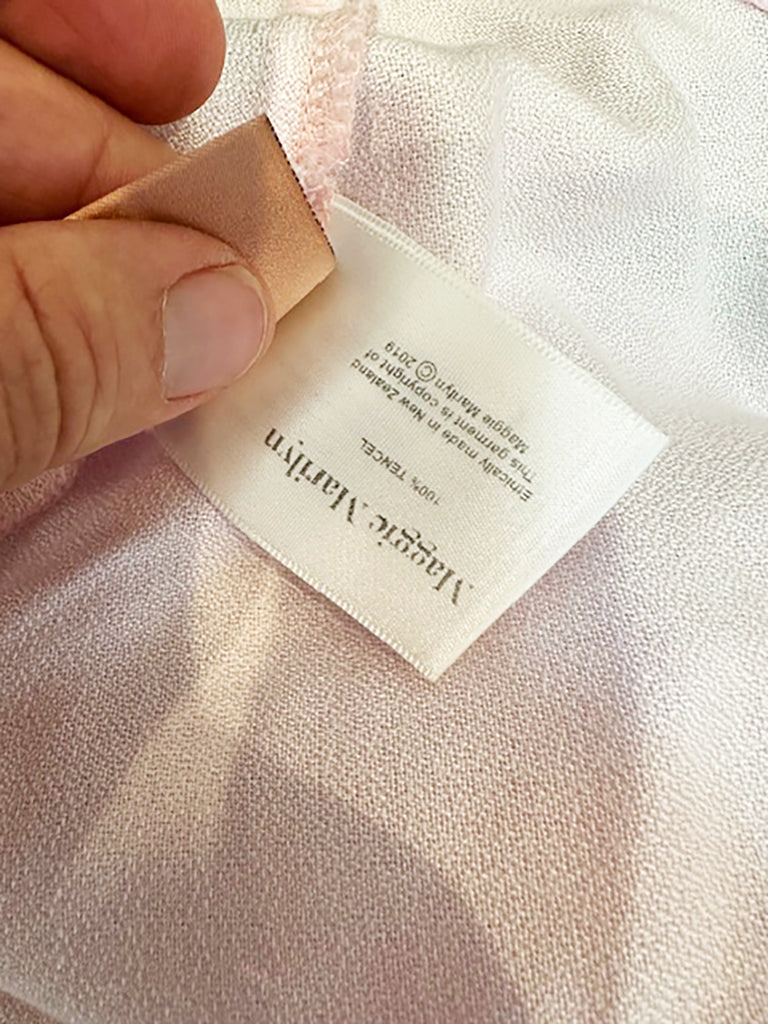 Maggie Marilyn
100% TENCEL
Ethically made in New Zealand
This garment is copyright of
Maggie Marilyn © 2019